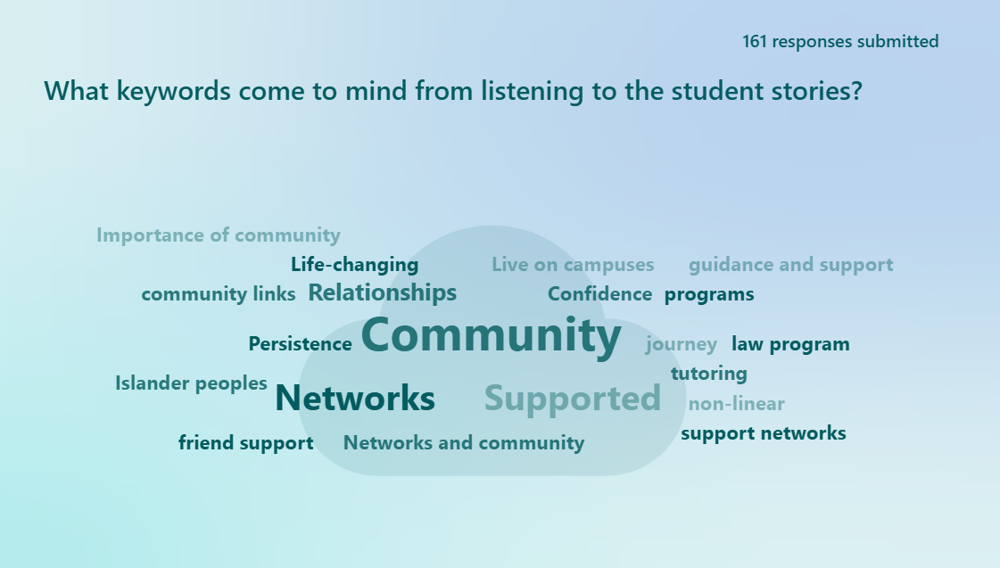 161 responses submitted
What keywords come to mind from listening to the student stories?
Importance of community
Life-changing Live on campuses guidance and support
community links Relationships Confidence programs
Persistence Community journey law program
tutoring
Islander peoples Networks Supported non-linear
support networks
friend support Networks and community